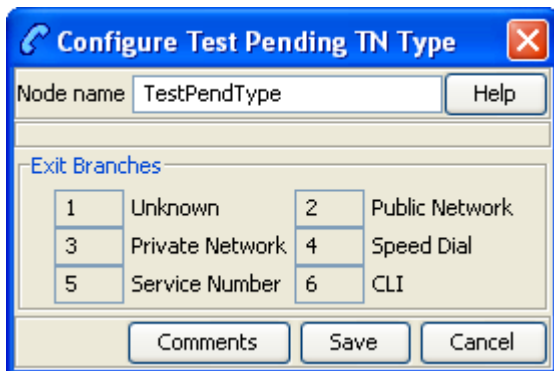 Configure Test Pending TN Type
Node name TestPendType Help
Exit Branches
1 Unknown 2 Public Network
3 Private Network 4 Speed Dial
5 Service Number 6 CLI
Comments Save Cancel